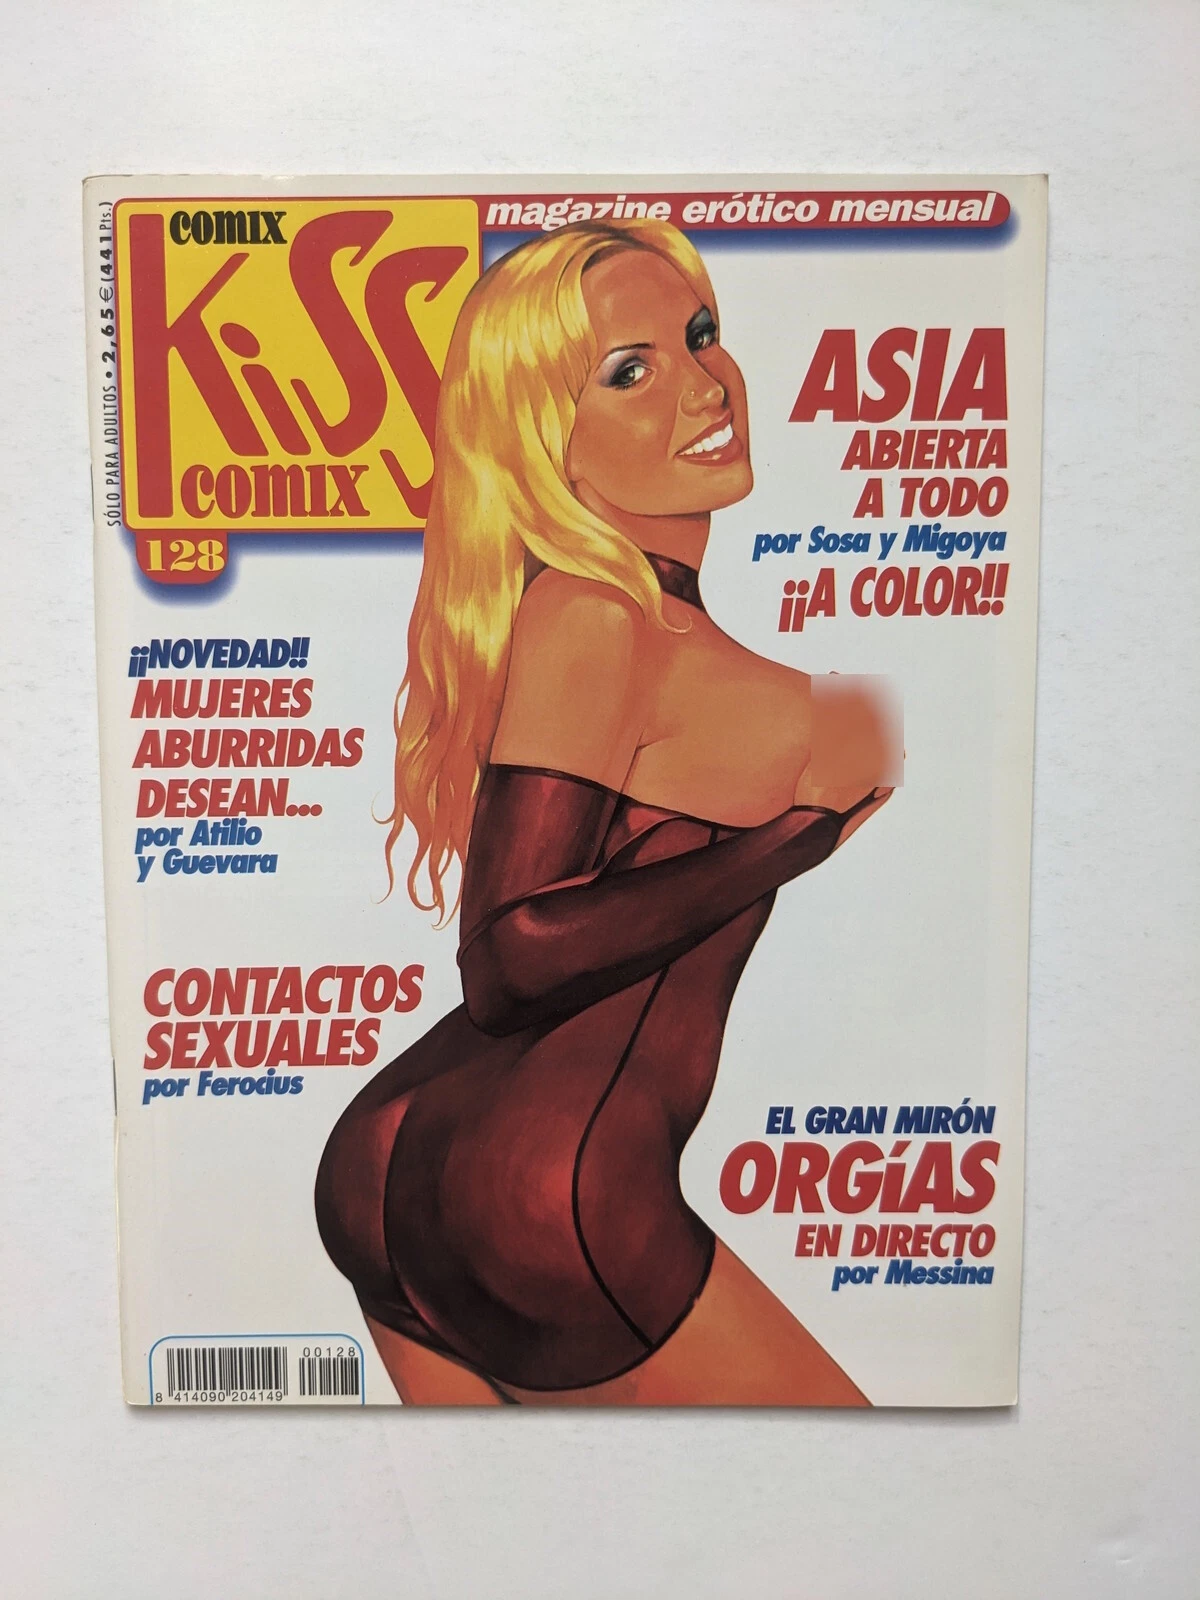 magazine erótico mensual
COMIX
KiSS
COMIX
128
SÓLO PARA ADULTOS • 2,65 € (441 Pts.)
ASIA
ABIERTA
A TODO
por Sosa y Migoya
¡¡A COLOR!!
¡¡NOVEDAD!!
MUJERES
ABURRIDAS
DESEAN...
por Atilio
y Guevara
CONTACTOS
SEXUALES
por Ferocius
EL GRAN MIRÓN
ORGíAS
EN DIRECTO
por Messina
00128
8 414090 204149